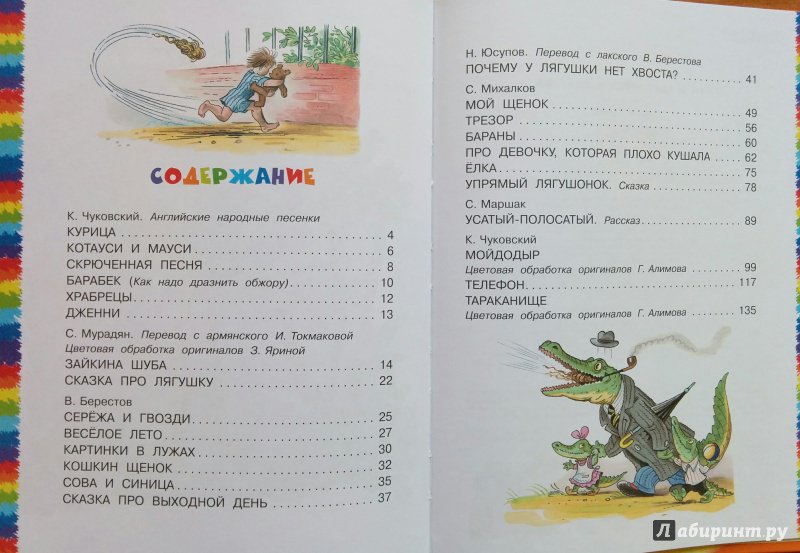 СОДЕРЖАНИЕ
К. Чуковский. Английские народные песенки
КУРИЦА 4
КОТАУСИ И МАУСИ 6
СКРЮЧЕННАЯ ПЕСНЯ 8
БАРАБЕК (Как надо дразнить обжору) 10
ХРАБРЕЦЫ 12
ДЖЕННИ 13
С. Мурадян. Перевод с армянского И. Токмаковой
Цветовая обработка оригиналов З. Яриной
ЗАЙКИНА ШУБА 14
СКАЗКА ПРО ЛЯГУШКУ 22
В. Берестов
СЕРЁЖА И ГВОЗДИ 25
ВЕСЁЛОЕ ЛЕТО 27
КАРТИНКИ В ЛУЖАХ 30
КОШКИН ЩЕНОК 32
СОВА И СИНИЦА 35
СКАЗКА ПРО ВЫХОДНОЙ ДЕНЬ 37
Н. Юсупов. Перевод с лакского В. Берестова
ПОЧЕМУ У ЛЯГУШКИ НЕТ ХВОСТА? 41
С. Михалков
МОЙ ЩЕНОК 49
ТРЕЗОР 56
БАРАНЫ 60
ПРО ДЕВОЧКУ, КОТОРАЯ ПЛОХО КУШАЛА 62
ЁЛКА 75
УПРЯМЫЙ ЛЯГУШОНОК. Сказка 78
С. Маршак
УСАТЫЙ-ПОЛОСАТЫЙ. Рассказ 89
К. Чуковский
МОЙДОДЫР
Цветовая обработка оригиналов Г. Алимова 99
ТЕЛЕФОН 117
ТАРАКАНИЩЕ
Цветовая обработка оригиналов Г. Алимова 135
Лабиринт.ру